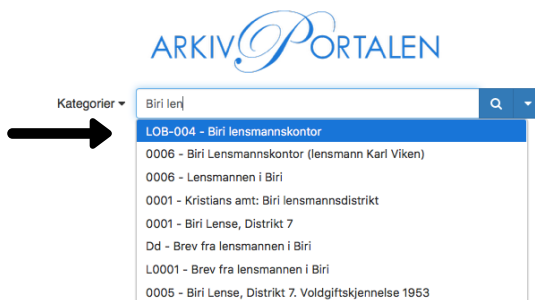 ARKIVPORTALEN
Kategorier
Biri len
LOB-004 - Biri lensmannskontor
0006 - Biri Lensmannskontor (lensmann Karl Viken)
0006 - Lensmannen i Biri
0001 - Kristians amt: Biri lensmannsdistrikt
0001 - Biri Lense, Distrikt 7
Dd - Brev fra lensmannen i Biri
L0001 - Brev fra lensmannen i Biri
0005 - Biri Lense, Distrikt 7. Voldgiftskjennelse 1953